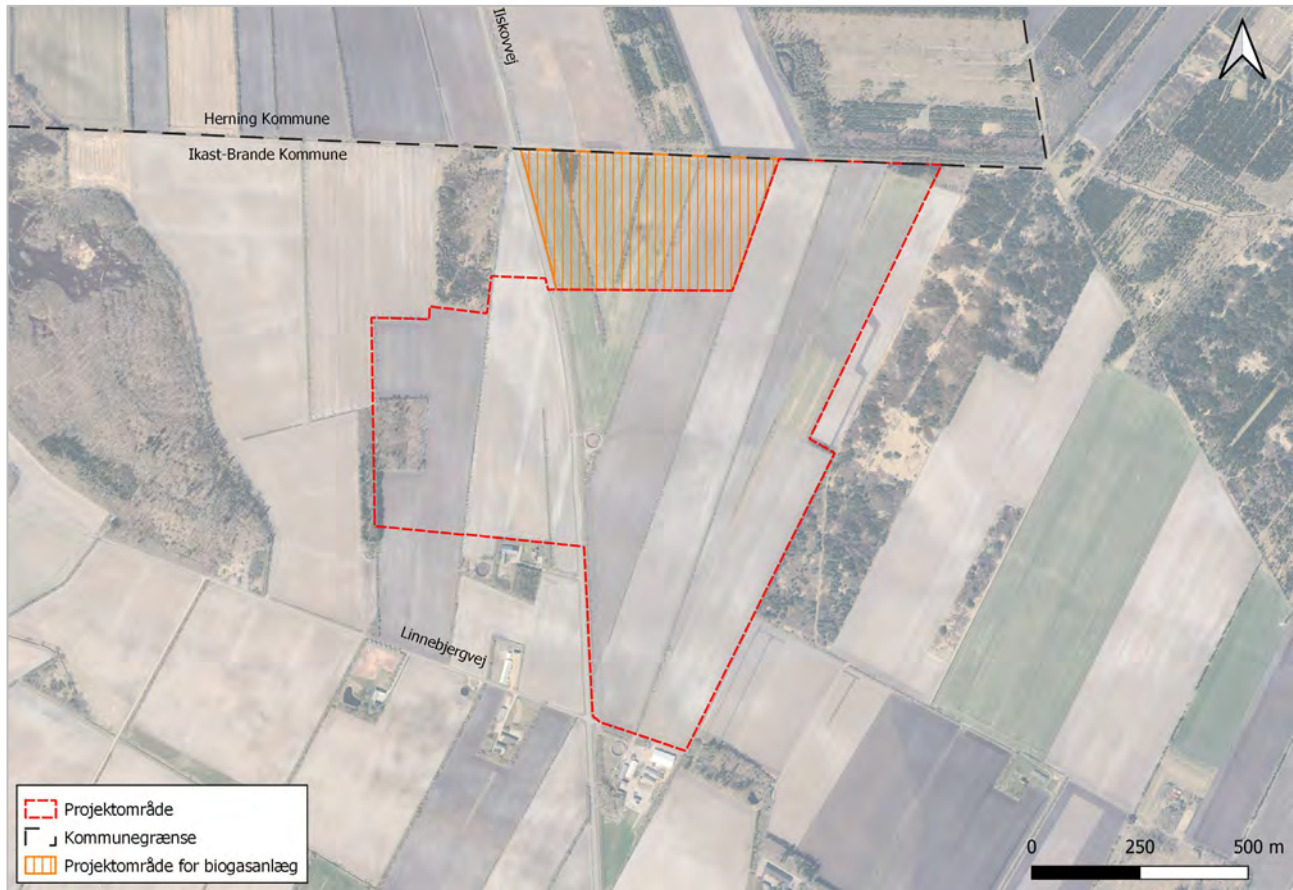 Ilskovvej
Herning Kommune
Ikast-Brande Kommune
Linnebjergvej
Projektområde
Kommunegrænse
Projektområde for biogasanlæg
0 250 500 m